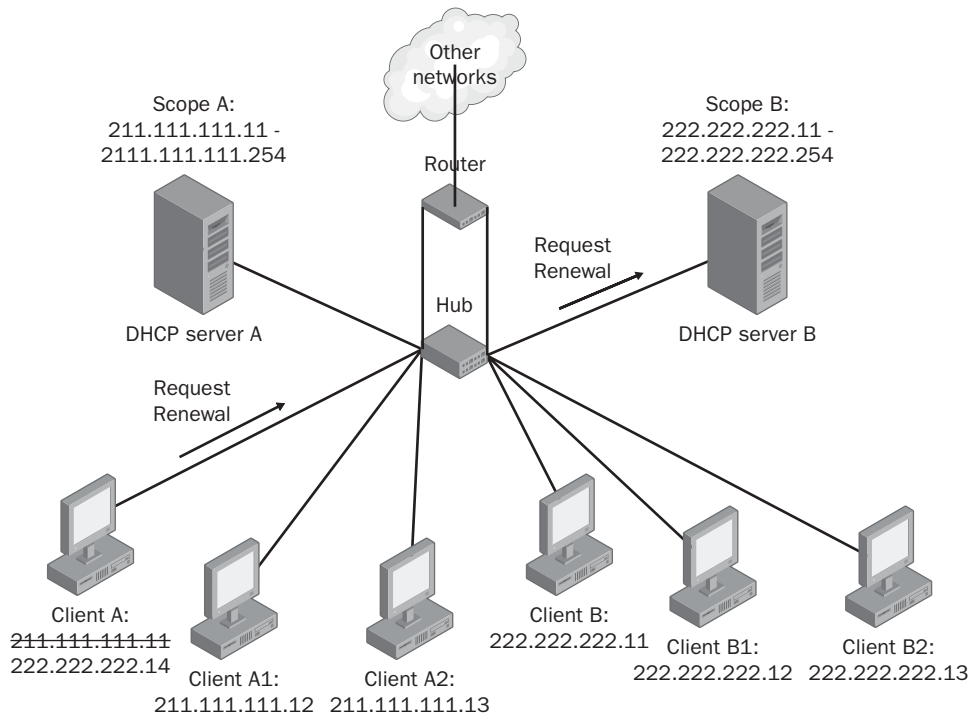 Other
networks
Scope A:
211.111.111.11 -
2111.111.111.254
Scope B:
222.222.222.11 -
222.222.222.254
Router
Request
Renewal
Hub
DHCP server A
DHCP server B
Request
Renewal
Client A:
211.111.111.11
222.222.222.14
Client A1:
211.111.111.12
Client A2:
211.111.111.13
Client B:
222.222.222.11
Client B1:
222.222.222.12
Client B2:
222.222.222.13